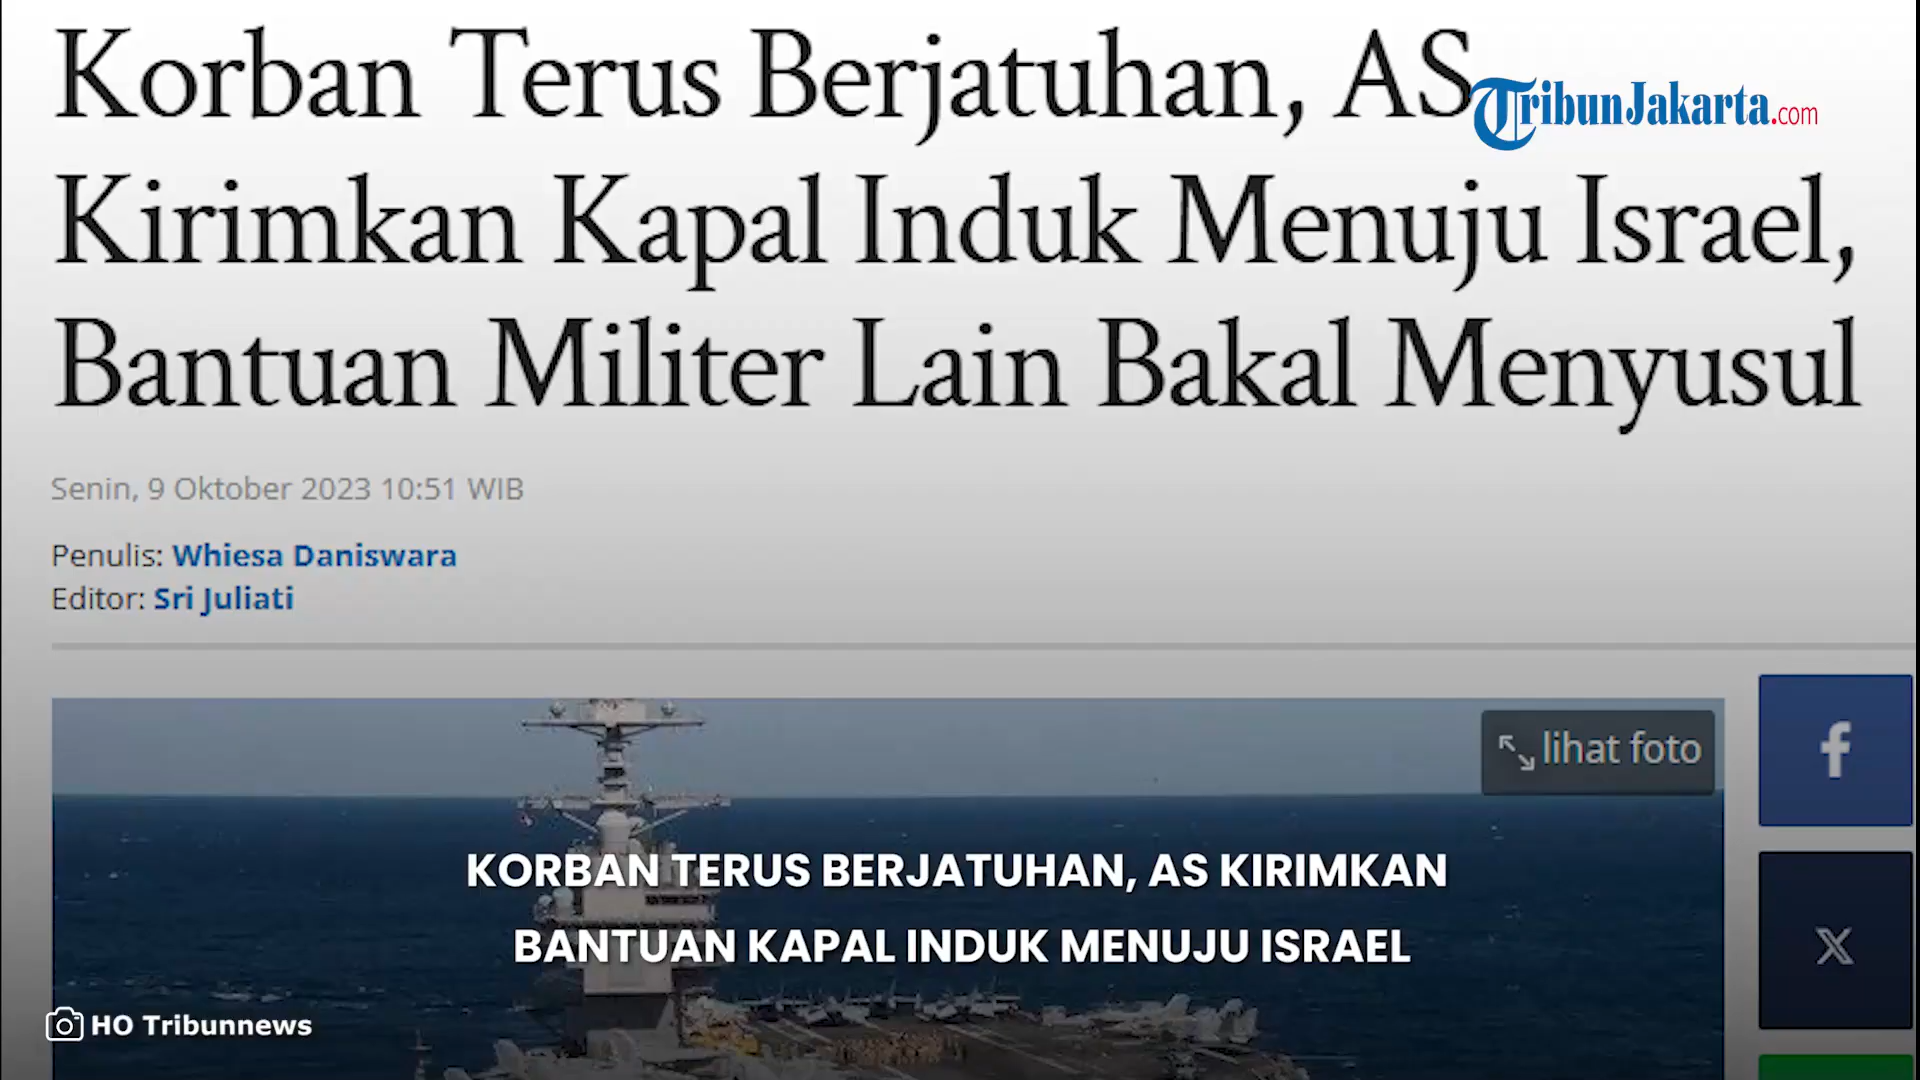 Korban Terus Berjatuhan, AS
TribunJakarta.com
Kirimkan Kapal Induk Menuju Israel,
Bantuan Militer Lain Bakal Menyusul
Senin, 9 Oktober 2023 10:51 WIB
Penulis: Whiesa Daniswara
Editor: Sri Juliati
lihat foto
KORBAN TERUS BERJATUHAN, AS KIRIMKAN
BANTUAN KAPAL INDUK MENUJU ISRAEL
HO Tribunnews